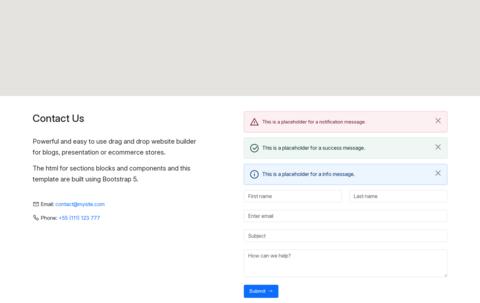 Contact Us
Powerful and easy to use drag and drop website builder
for blogs, presentation or ecommerce stores.
The html for sections blocks and components and this
template are built using Bootstrap 5.
Email: contact@mysite.com
Phone: +55 (111) 123 777
This is a placeholder for a notification message.
This is a placeholder for a success message.
This is a placeholder for a info message.
First name
Last name
Enter email
Subject
How can we help?
Submit →